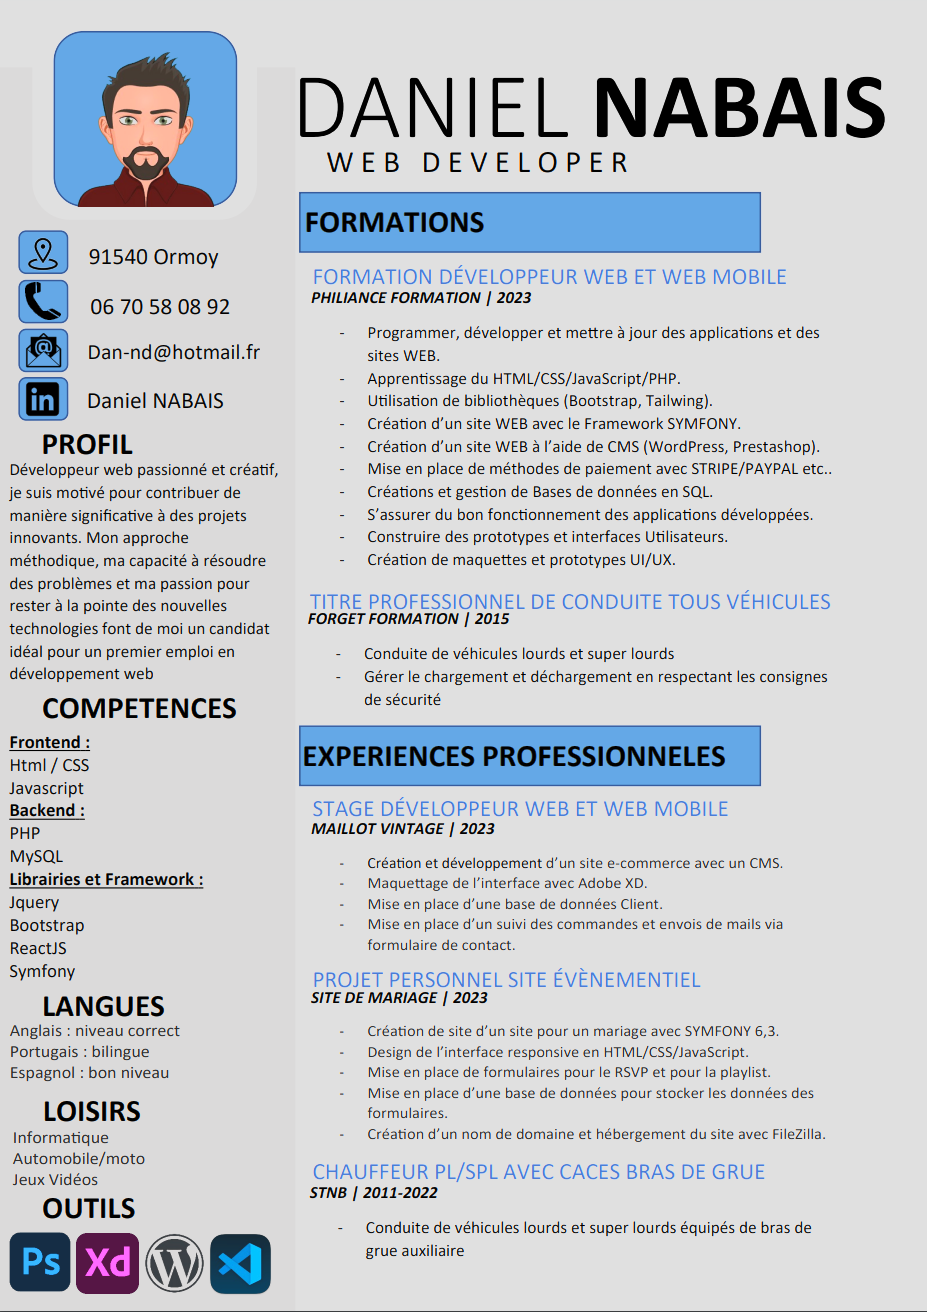 DANIEL NABAIS
WEB DEVELOPER
91540 Ormoy
06 70 58 08 92
Dan-nd@hotmail.fr
in
Daniel NABAIS
PROFIL
Développeur web passionné et créatif,
je suis motivé pour contribuer de
manière significative à des projets
innovants. Mon approche
méthodique, ma capacité à résoudre
des problèmes et ma passion pour
rester à la pointe des nouvelles
technologies font de moi un candidat
idéal pour un premier emploi en
développement web
COMPETENCES
Frontend :
Html / CSS
Javascript
Backend :
PHP
MySQL
Librairies et Framework :
Jquery
Bootstrap
ReactJS
Symfony
LANGUES
Anglais : niveau correct
Portugais : bilingue
Espagnol : bon niveau
LOISIRS
Informatique
Automobile/moto
Jeux Vidéos
OUTILS
Ps Xd W
FORMATIONS
FORMATION DÉVELOPPEUR WEB ET WEB MOBILE
PHILIANCE FORMATION | 2023
- Programmer, développer et mettre à jour des applications et des
sites WEB.
- Apprentissage du HTML/CSS/JavaScript/PHP.
- Utilisation de bibliothèques (Bootstrap, Tailwing).
- Création d’un site WEB avec le Framework SYMFONY.
- Création d’un site WEB à l’aide de CMS (WordPress, Prestashop).
- Mise en place de méthodes de paiement avec STRIPE/PAYPAL etc..
- Créations et gestion de Bases de données en SQL.
- S’assurer du bon fonctionnement des applications développées.
- Construire des prototypes et interfaces Utilisateurs.
- Création de maquettes et prototypes UI/UX.
TITRE PROFESSIONNEL DE CONDUITE TOUS VÉHICULES
FORGET FORMATION | 2015
- Conduite de véhicules lourds et super lourds
- Gérer le chargement et déchargement en respectant les consignes
de sécurité
EXPERIENCES PROFESSIONNELES
STAGE DÉVELOPPEUR WEB ET WEB MOBILE
MAILLOT VINTAGE | 2023
- Création et développement d’un site e-commerce avec un CMS.
- Maquettage de l’interface avec Adobe XD.
- Mise en place d’une base de données Client.
- Mise en place d’un suivi des commandes et envois de mails via
formulaire de contact.
PROJET PERSONNEL SITE ÉVÈNEMENTIEL
SITE DE MARIAGE | 2023
- Création de site d’un site pour un mariage avec SYMFONY 6,3.
- Design de l’interface responsive en HTML/CSS/JavaScript.
- Mise en place de formulaires pour le RSVP et pour la playlist.
- Mise en place d’une base de données pour stocker les données des
formulaires.
- Création d’un nom de domaine et hébergement du site avec FileZilla.
CHAUFFEUR PL/SPL AVEC CACES BRAS DE GRUE
STNB | 2011-2022
- Conduite de véhicules lourds et super lourds équipés de bras de
grue auxiliaire